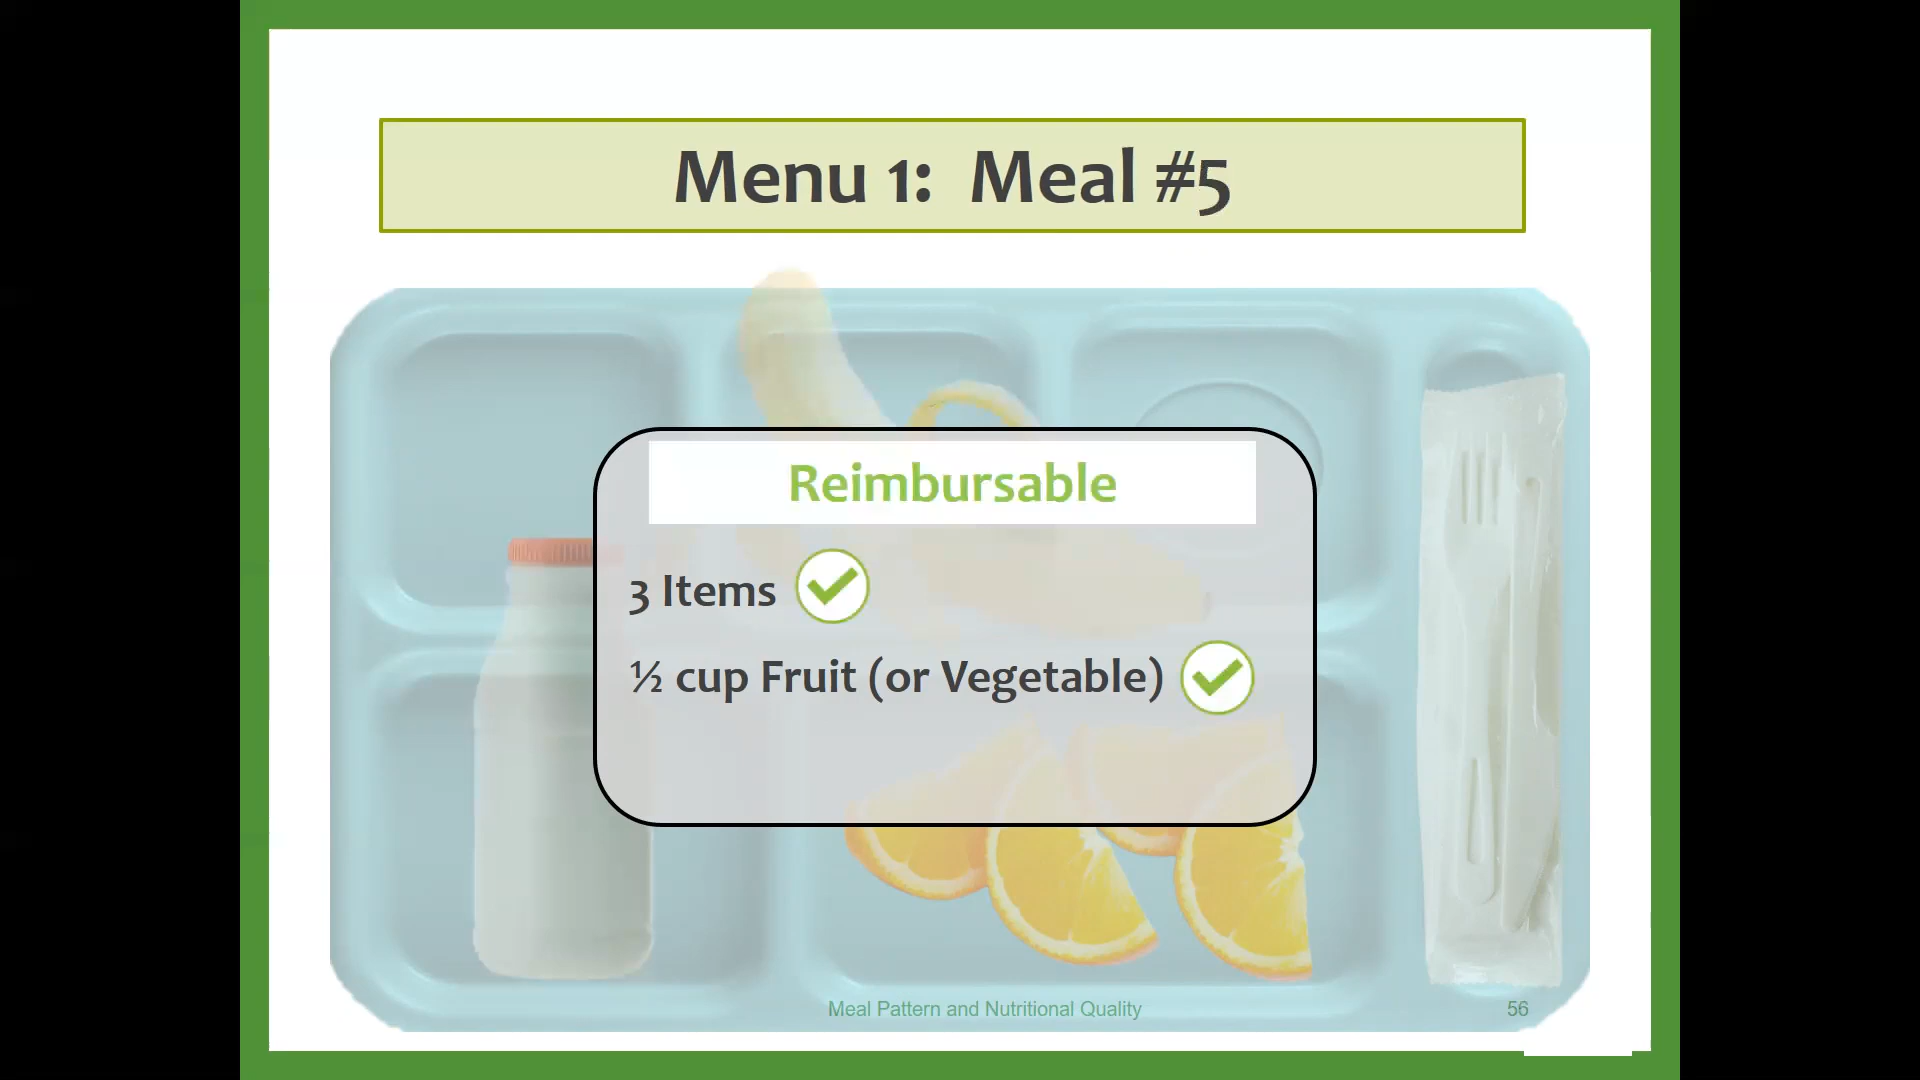 Menu 1: Meal #5
Reimbursable
3 Items
½ cup Fruit (or Vegetable)
Meal Pattern and Nutritional Quality
56